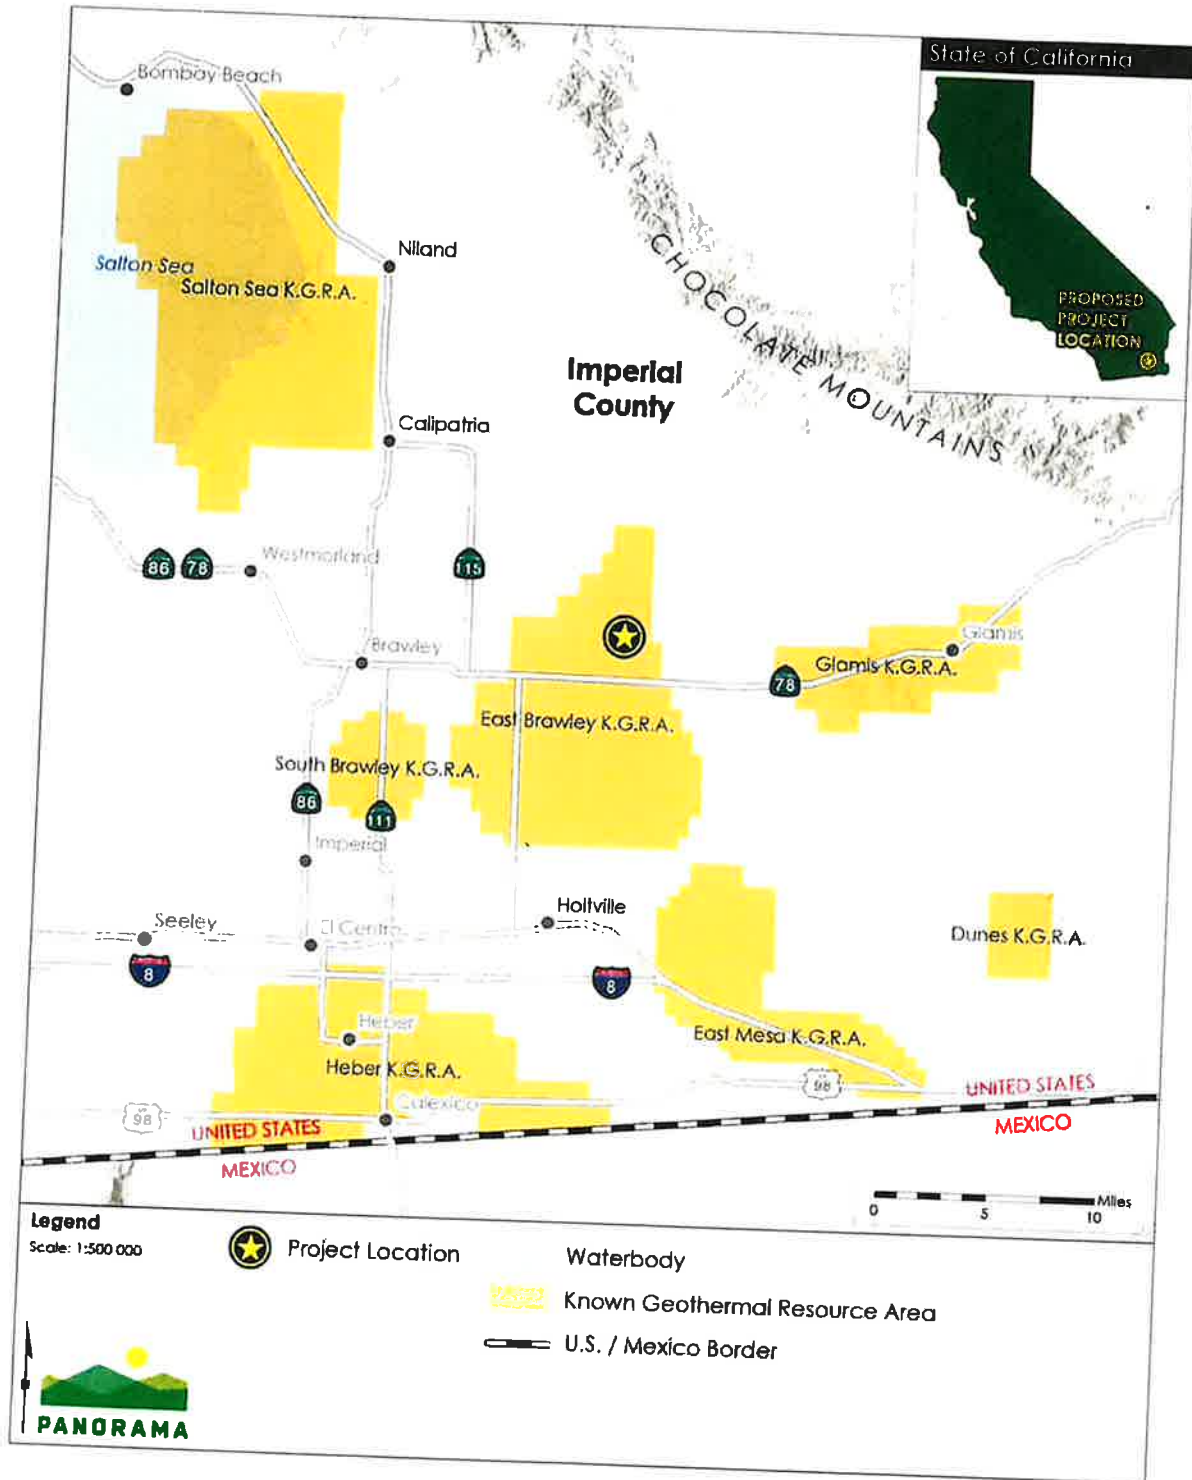 State of California
PROPOSED
PROJECT
LOCATION
Bombay Beach
Niland
Salton Sea
Salton Sea K.G.R.A.
CHOCOLATE MOUNTAINS
Imperial
County
Calipatria
86
78
Westmorland
115
Brawley
Glamis
Glamis K.G.R.A.
78
East Brawley K.G.R.A.
South Brawley K.G.R.A.
86
111
Imperial
Holtville
Seeley
El Centro
Dunes K.G.R.A.
8
8
Heber
East Mesa K.G.R.A.
Heber K.G.R.A.
98
UNITED STATES
Calexico
98
UNITED STATES
MEXICO
MEXICO
Miles
0 5 10
Legend
Scale: 1:500 000
Project Location
Waterbody
Known Geothermal Resource Area
U.S. / Mexico Border
PANORAMA